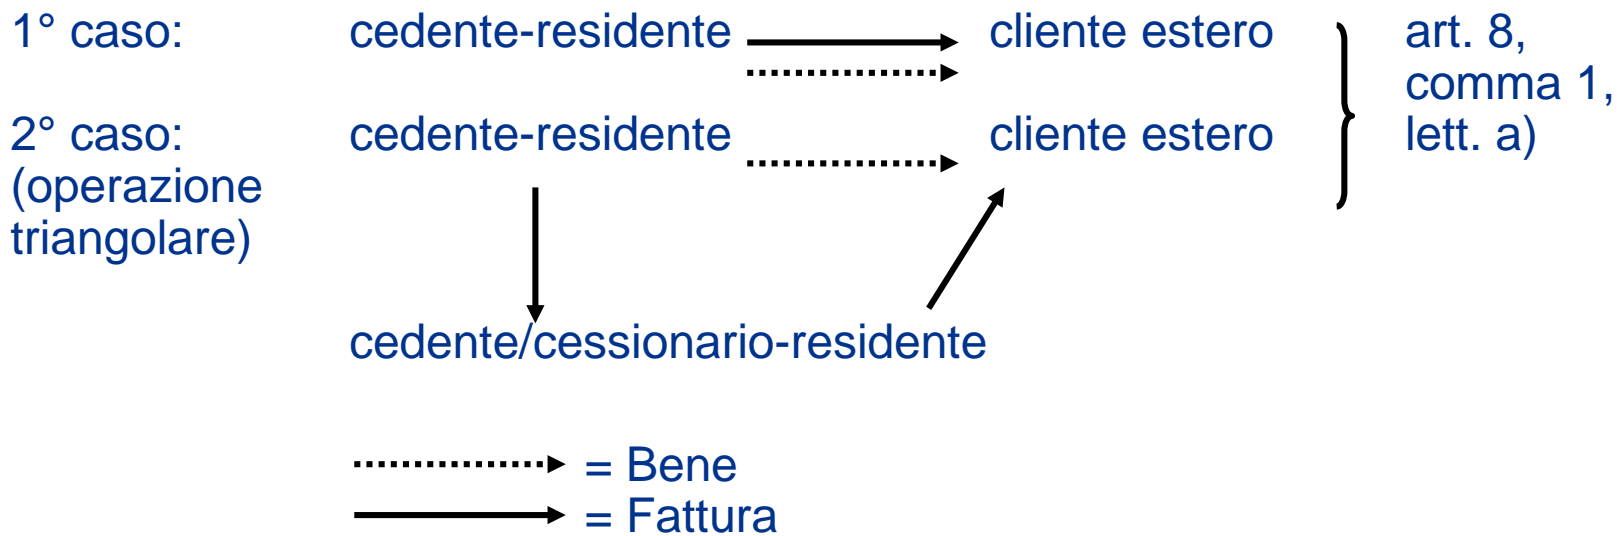 1° caso: cedente-residente cliente estero art. 8,
comma 1,
2° caso: cedente-residente cliente estero lett. a)
(operazione
triangolare)
cedente/cessionario-residente
= Bene
= Fattura